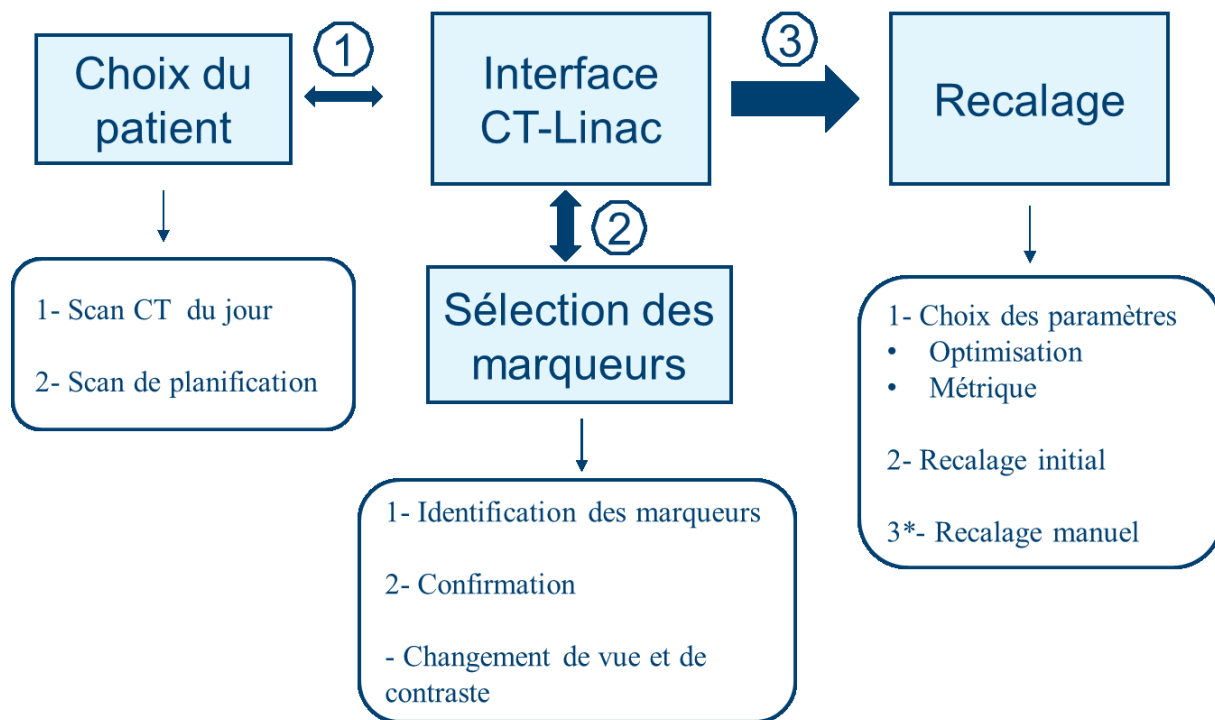 Choix du
patient
1
Interface
CT-Linac
3
Recalage
2
Sélection des
marqueurs
1- Scan CT du jour
2- Scan de planification
1- Identification des marqueurs
2- Confirmation
- Changement de vue et de
contraste
1- Choix des paramètres
• Optimisation
• Métrique
2- Recalage initial
3*- Recalage manuel